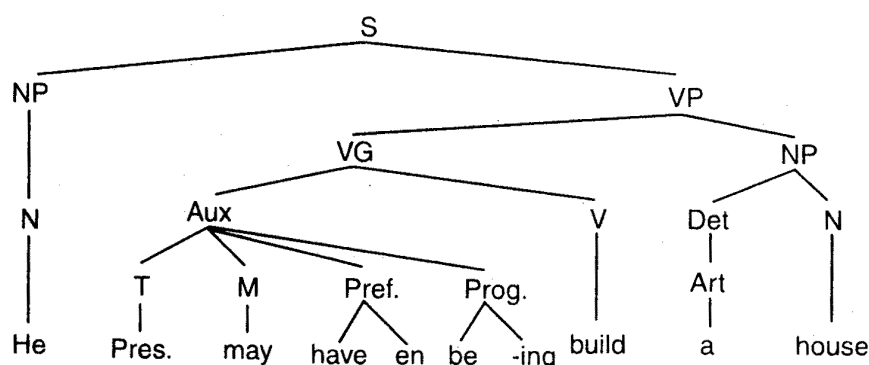 S
NP VP
VG NP
N Aux V Det N
T M Pref. Prog. Art
He Pres. may have en be -ing build a house